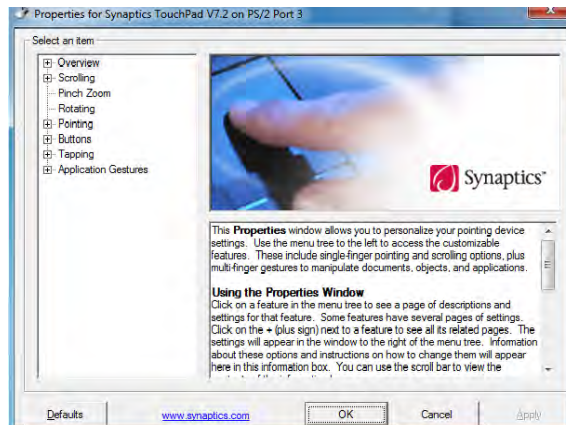 Properties for Synaptics TouchPad V7.2 on PS/2 Port 3
Select an item
Overview
Scrolling
Pinch Zoom
Rotating
Pointing
Buttons
Tapping
Application Gestures
Synaptics
This Properties window allows you to personalize your pointing device
settings. Use the menu tree to the left to access the customizable
features. These include single-finger pointing and scrolling options, plus
multi-finger gestures to manipulate documents, objects, and applications.
Using the Properties Window
Click on a feature in the menu tree to see a page of descriptions and
settings for that feature. Some features have several pages of settings.
Click on the + (plus sign) next to a feature to see all its related pages. The
settings will appear in the window to the right of the menu tree. Information
about these options and instructions on how to change them will appear
here in this information box. You can use the scroll bar to view the
Defaults
www.synaptics.com
OK
Cancel
Apply